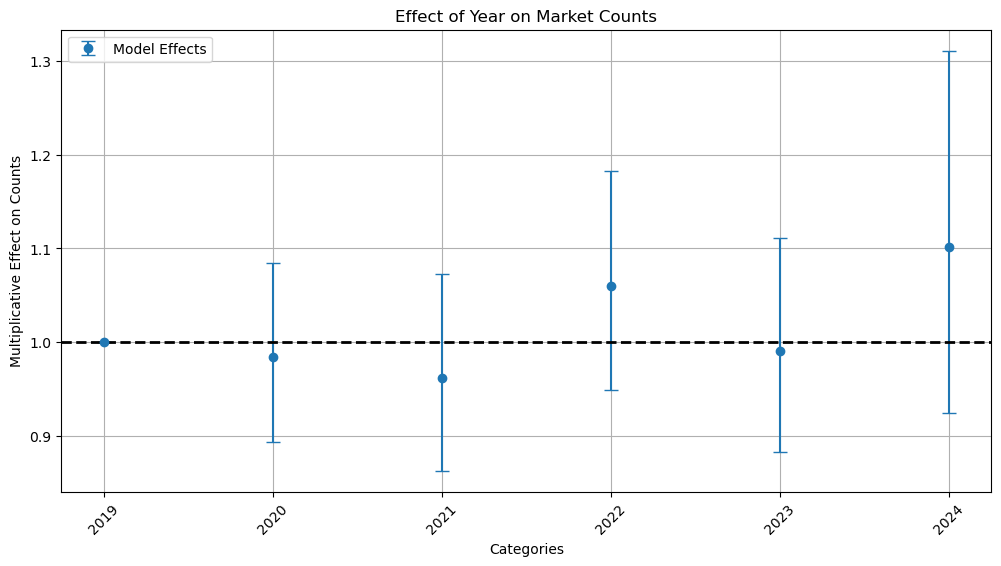 Effect of Year on Market Counts
Model Effects
Multiplicative Effect on Counts
1.3
1.2
1.1
1.0
0.9
2019
2020
2021
2022
2023
2024
Categories